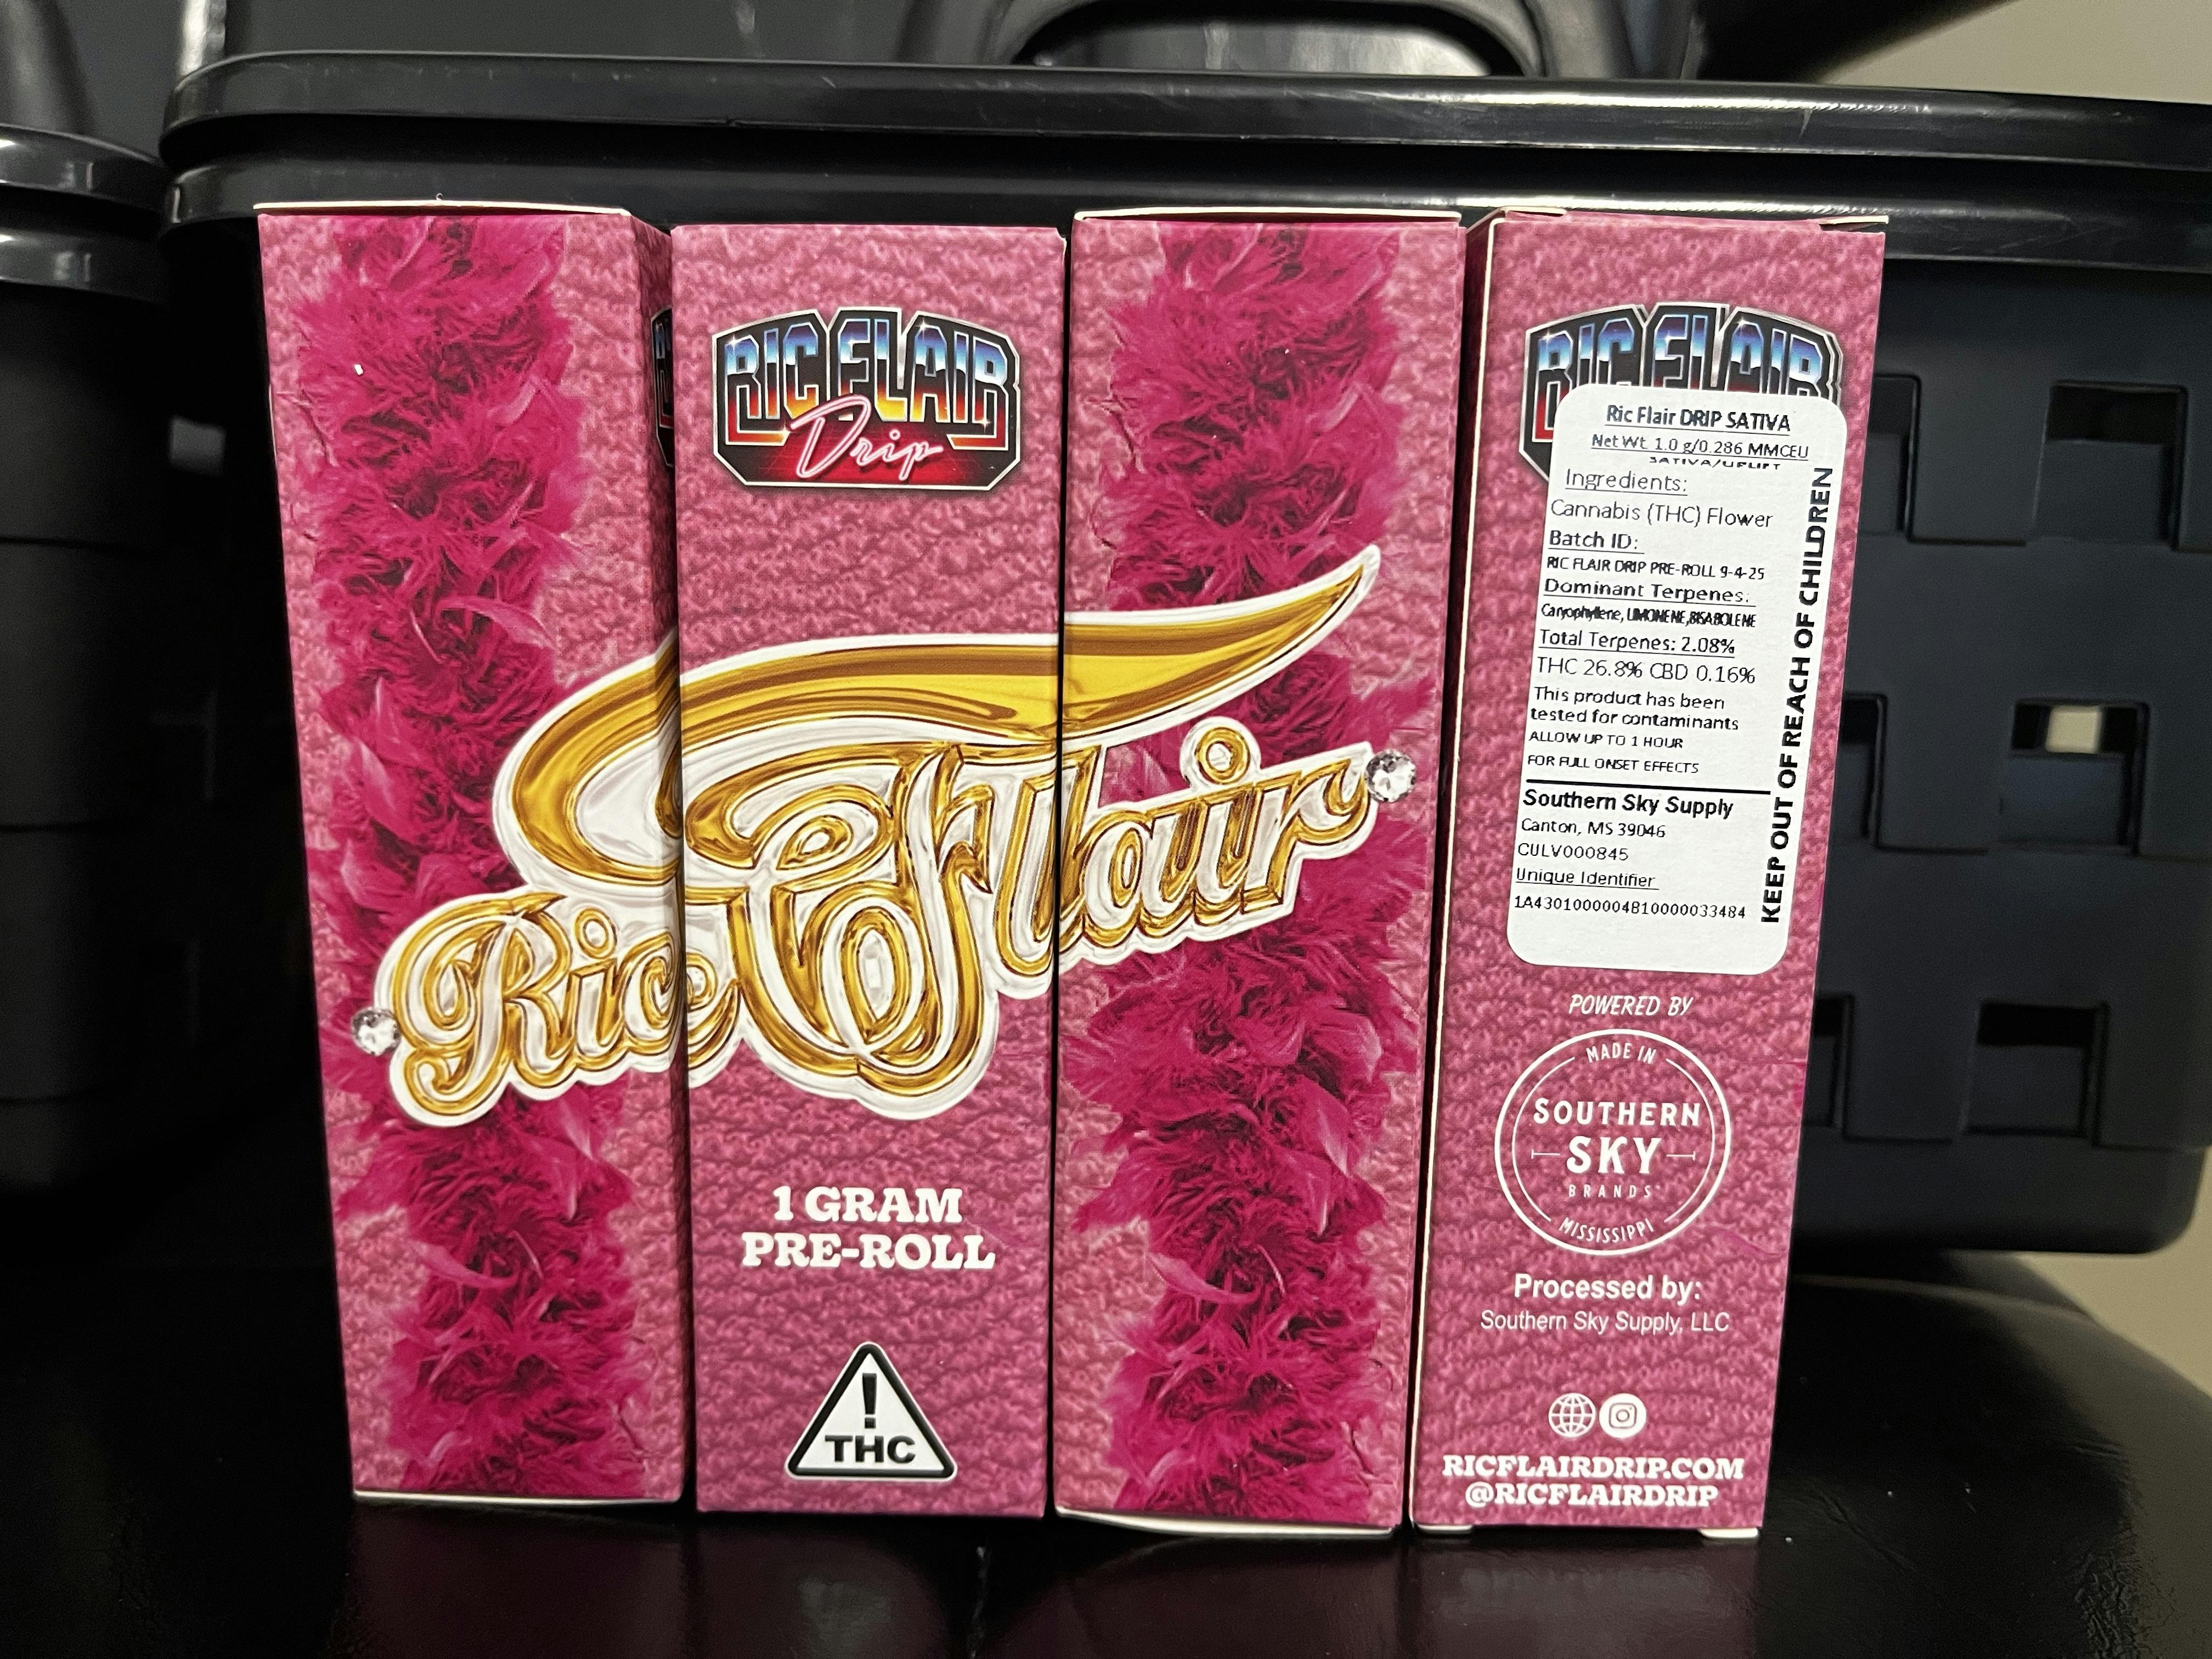 RIC FLAIR
Drip
Ric Flair
1 GRAM
PRE-ROLL
!
THC
RIC FLAIR
Ric Flair DRIP SATIVA
Net Wt. 1.0 g/0.286 MMCEU
SATIVA/UPLIFT
Ingredients:
Cannabis (THC) Flower
Batch ID:
RIC FLAIR DRIP PRE-ROLL 9-4-25
Dominant Terpenes:
Caryophyllene, LIMONENE,BISABOLENE
Total Terpenes: 2.08%
THC 26.8% CBD 0.16%
This product has been
tested for contaminants
ALLOW UP TO 1 HOUR
FOR FULL ONSET EFFECTS
Southern Sky Supply
Canton, MS 39046
CULV000845
Unique Identifier
1A4301000004B10000033484
KEEP OUT OF REACH OF CHILDREN
POWERED BY
MADE IN
SOUTHERN
SKY
BRANDS
MISSISSIPPI
Processed by:
Southern Sky Supply, LLC
RICFLAIRDRIP.COM
@RICFLAIRDRIP